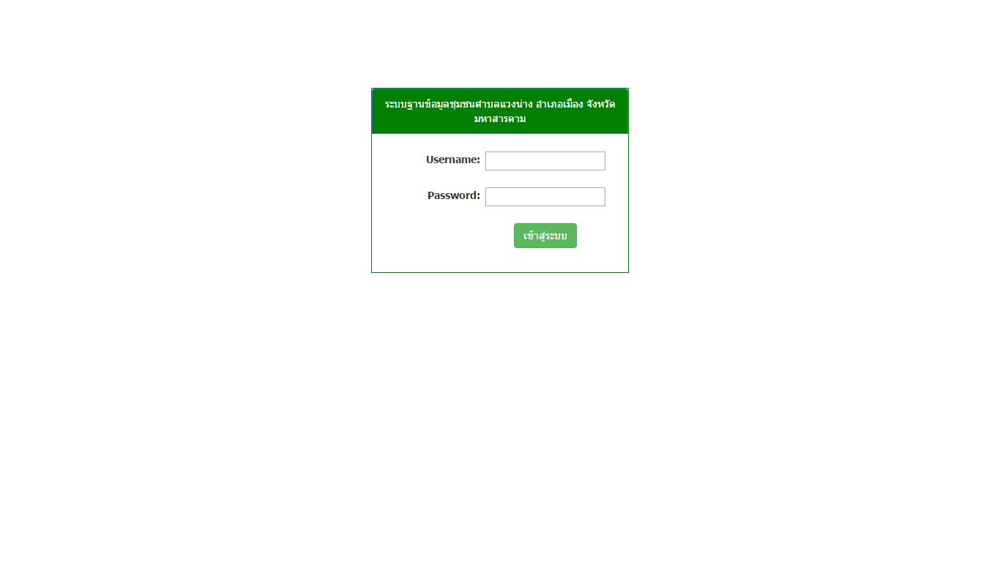 ระบบฐานข้อมูลชุมชนตำบลแวงน่าง อำเภอเมือง จังหวัด
มหาสารคาม
Username:
Password:
เข้าสู่ระบบ